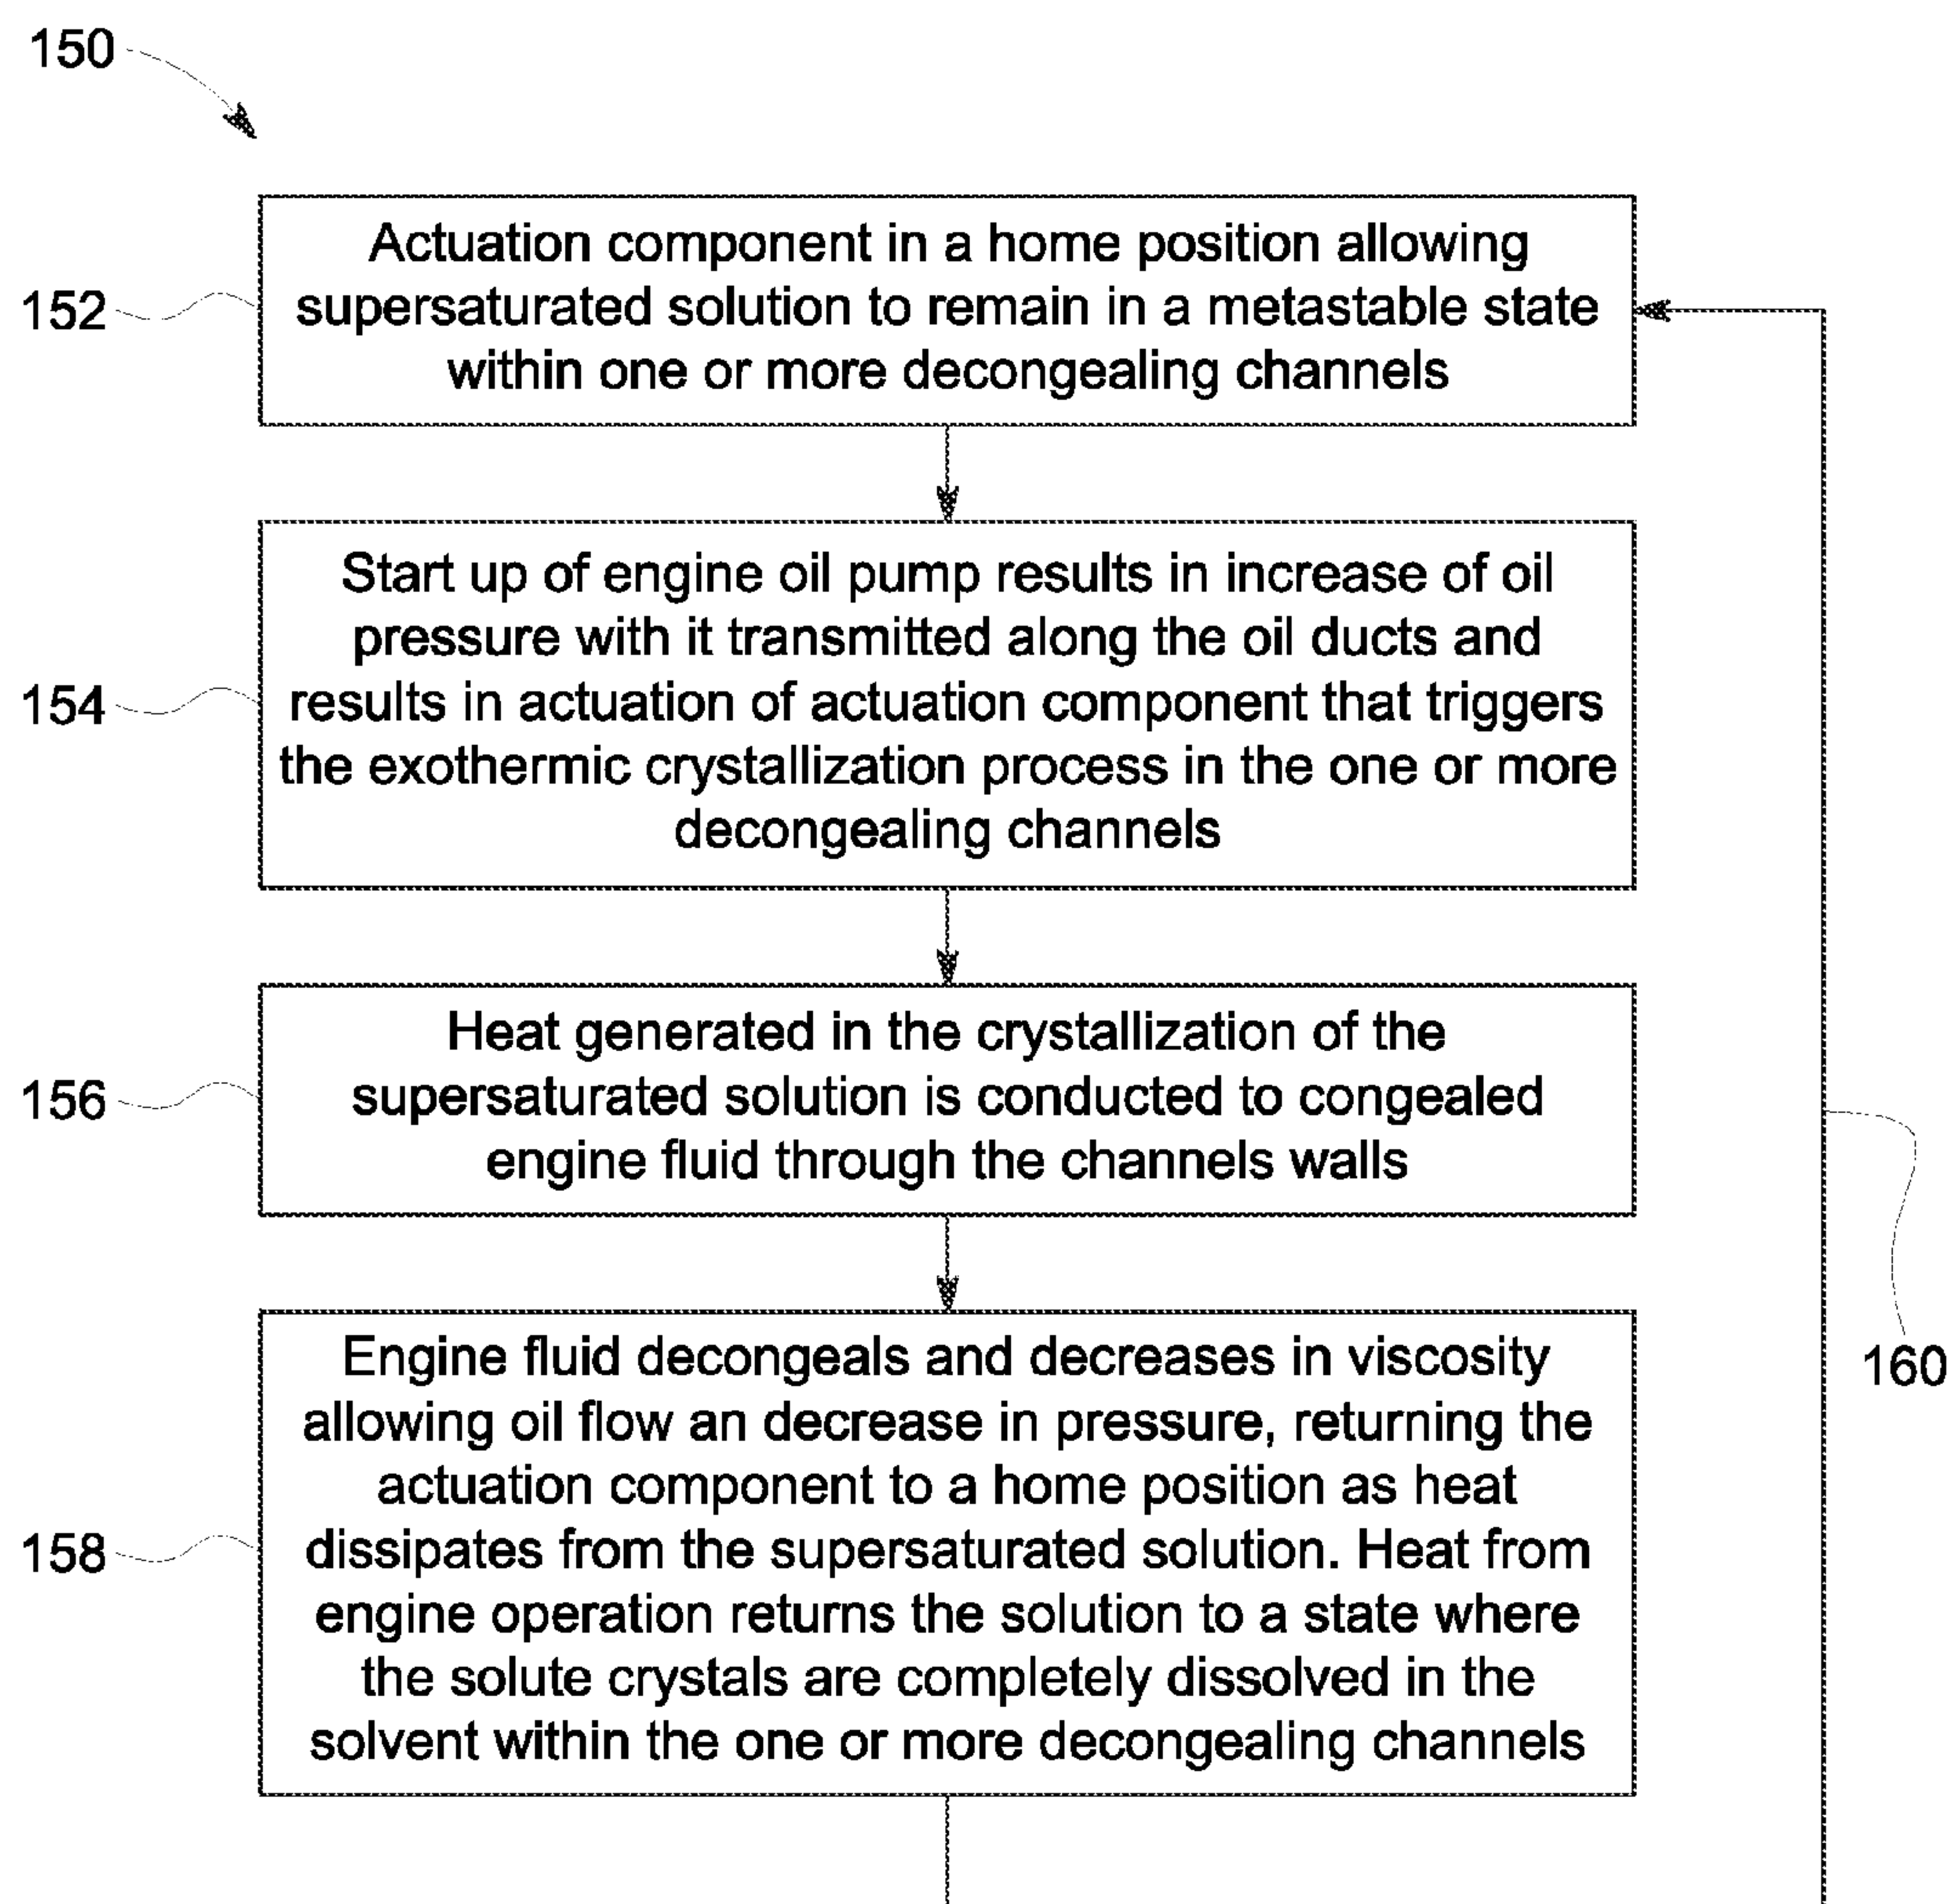 150
Actuation component in a home position allowing
supersaturated solution to remain in a metastable state
within one or more decongealing channels
152
Start up of engine oil pump results in increase of oil
pressure with it transmitted along the oil ducts and
results in actuation of actuation component that triggers
the exothermic crystallization process in the one or more
decongealing channels
154
Heat generated in the crystallization of the
supersaturated solution is conducted to congealed
engine fluid through the channels walls
156
Engine fluid decongeals and decreases in viscosity
allowing oil flow an decrease in pressure, returning the
actuation component to a home position as heat
dissipates from the supersaturated solution. Heat from
engine operation returns the solution to a state where
the solute crystals are completely dissolved in the
solvent within the one or more decongealing channels
158
160